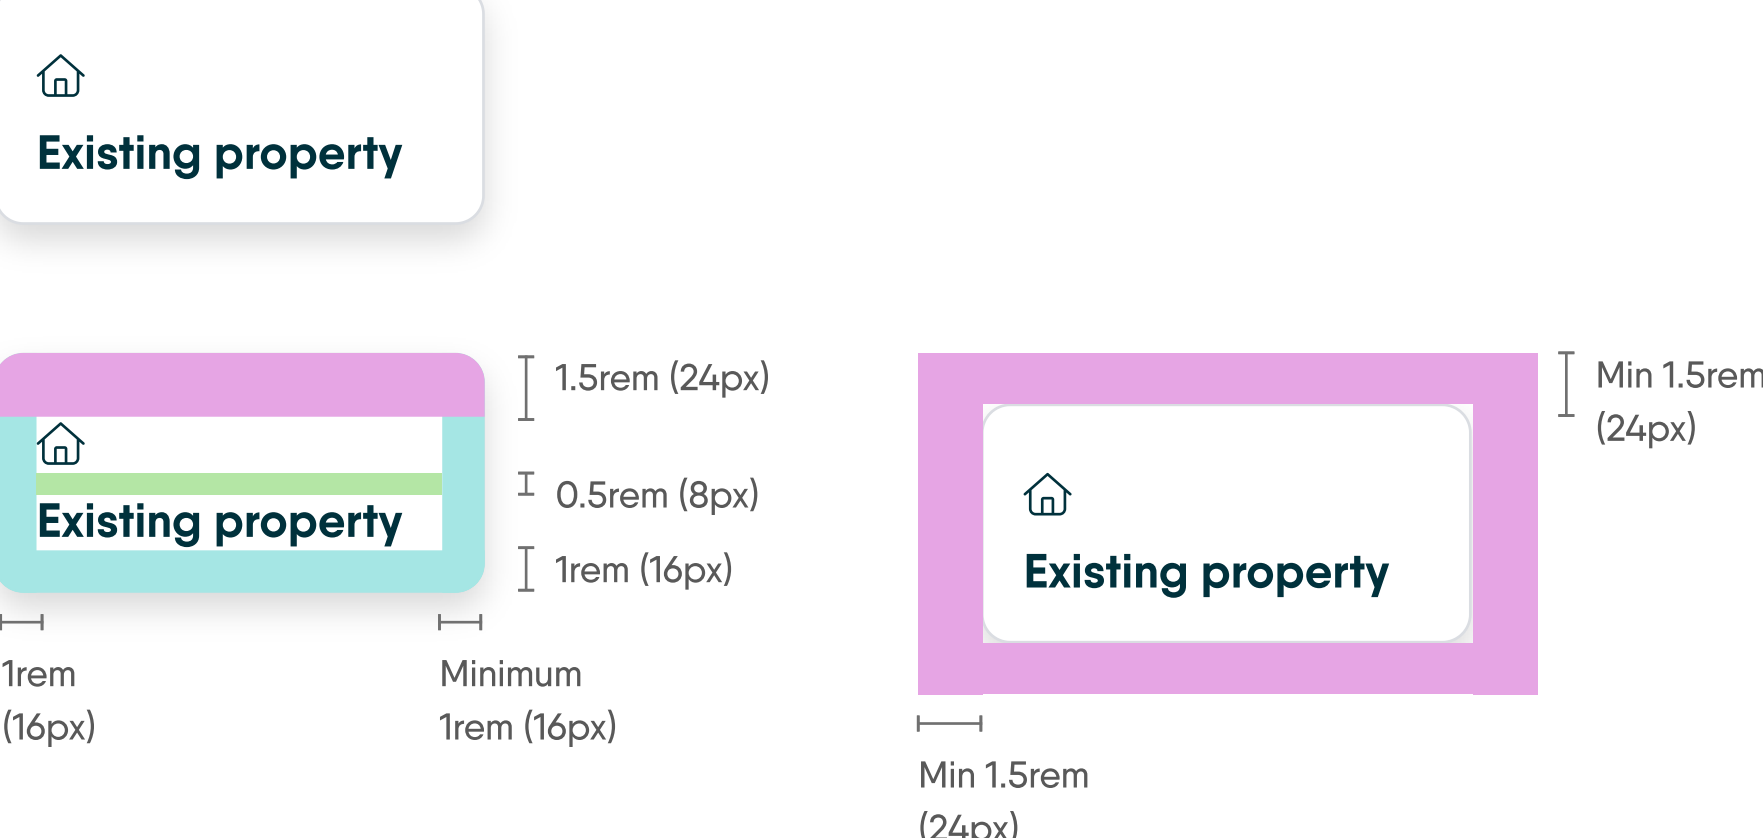 Existing property
1.5rem (24px)
0.5rem (8px)
Existing property
1rem (16px)
1rem
(16px)
Minimum
1rem (16px)
Min 1.5rem
(24px)
Existing property
Min 1.5rem
(24px)